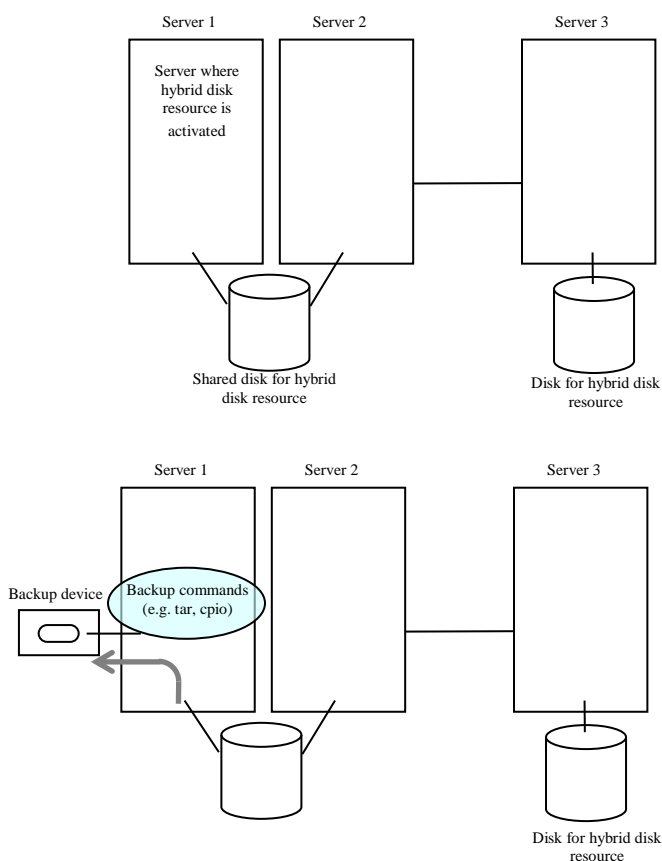 Server 1
Server 2
Server 3
Server where
hybrid disk
resource is
activated
Shared disk for hybrid
disk resource
Disk for hybrid disk
resource
Server 1
Server 2
Server 3
Backup device
Backup commands
(e.g. tar, cpio)
Disk for hybrid disk
resource